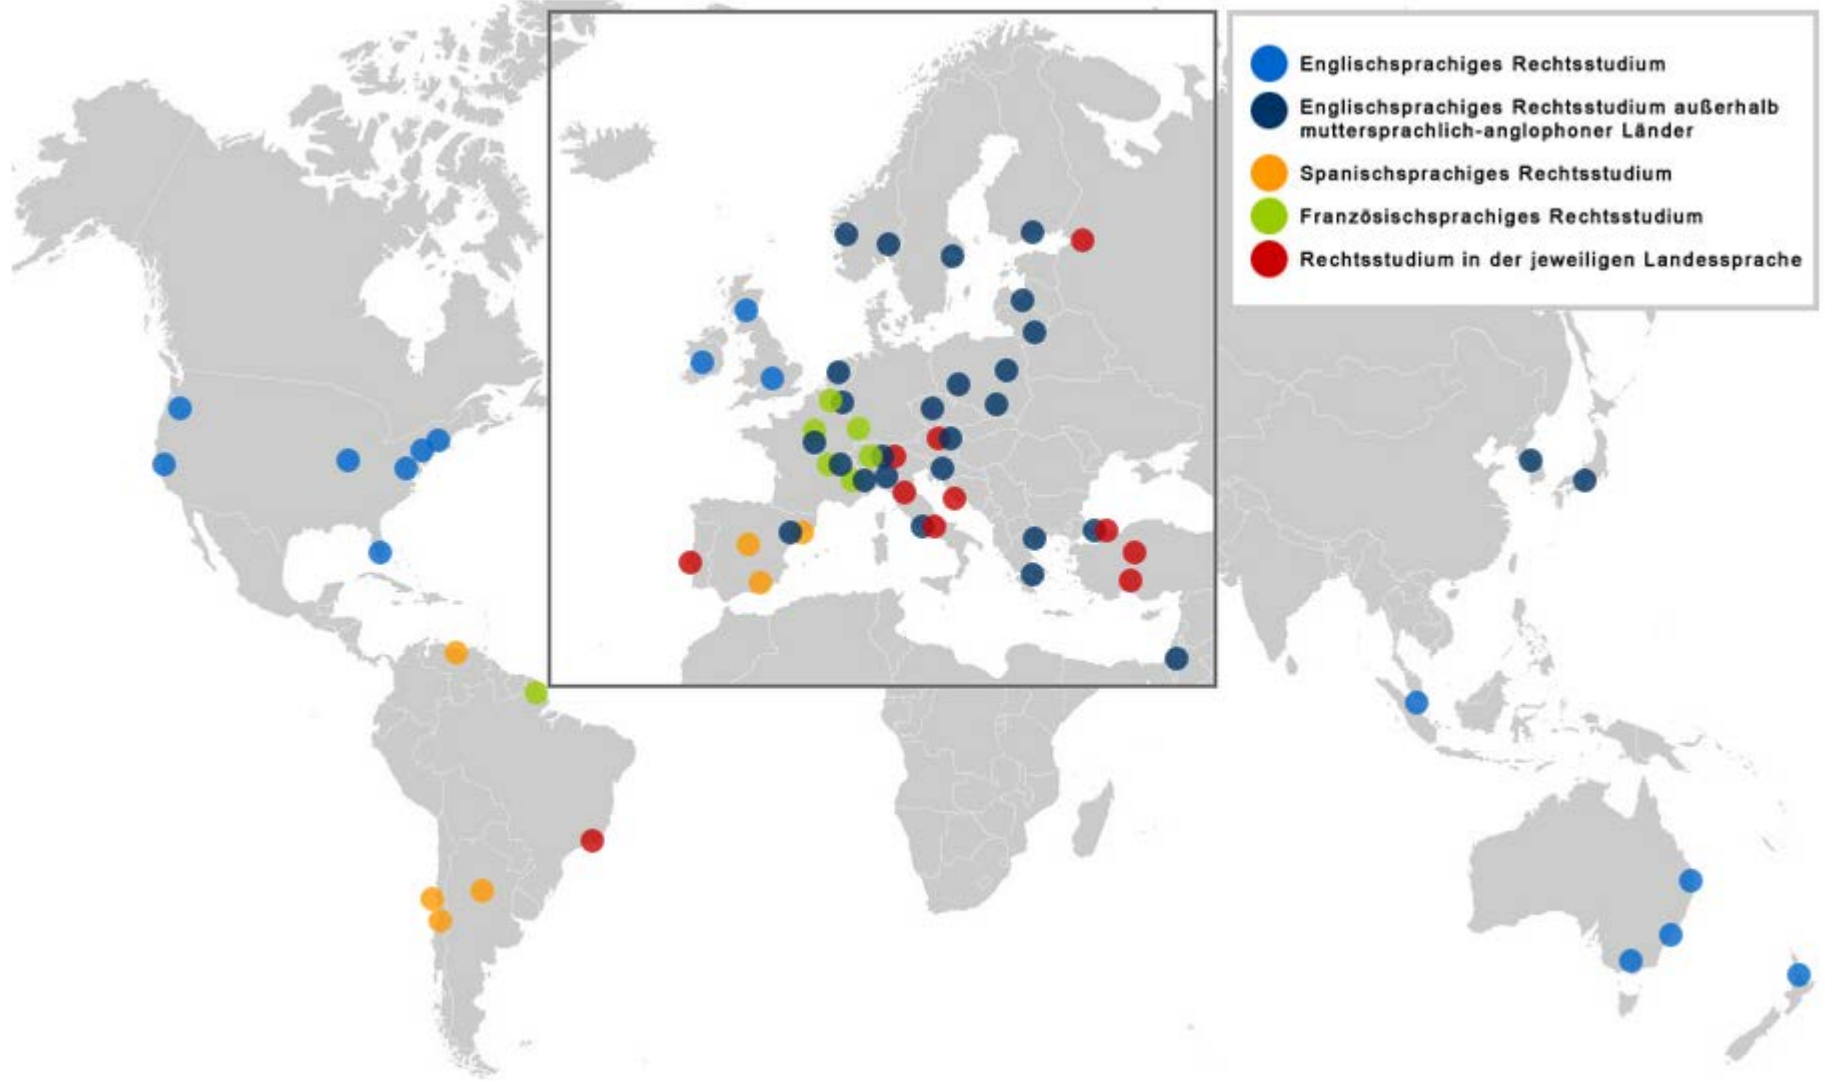 Englischsprachiges Rechtsstudium
Englischsprachiges Rechtsstudium außerhalb
muttersprachlich-anglophoner Länder
Spanischsprachiges Rechtsstudium
Französischsprachiges Rechtsstudium
Rechtsstudium in der jeweiligen Landessprache